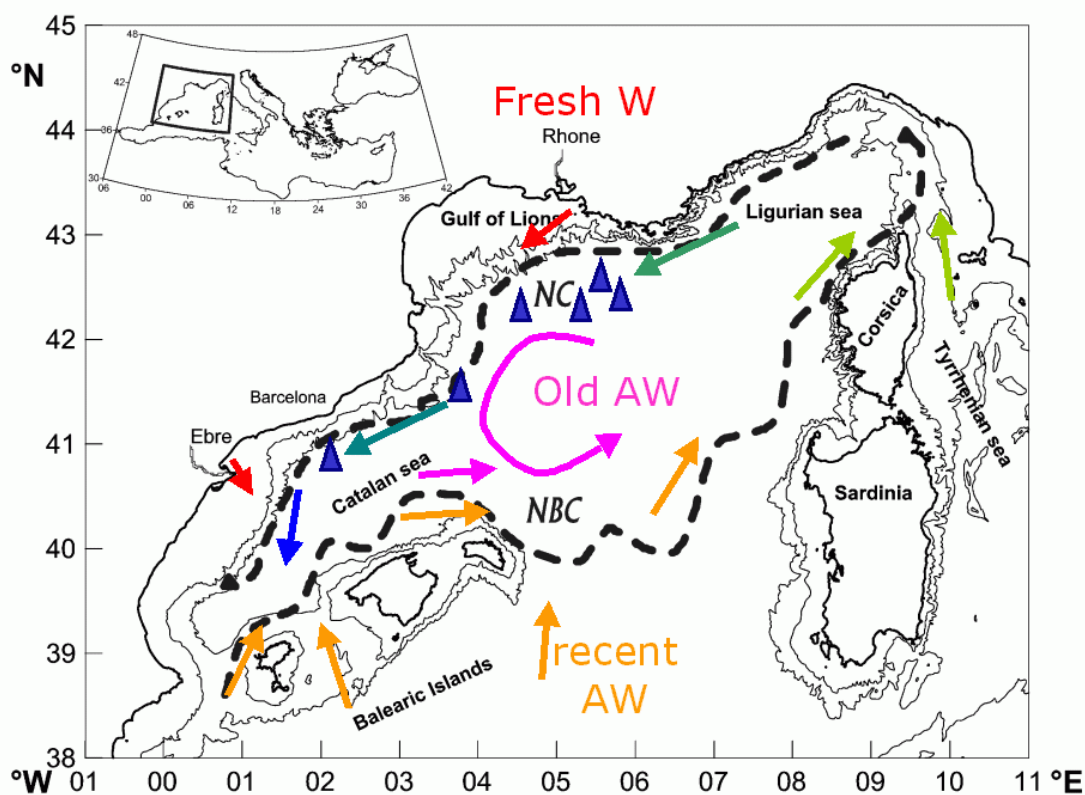 45
°N
44
43
42
41
40
39
38
°W
01
00
01
02
03
04
05
06
07
08
09
10
11
°E
48
42
36
30
06
00
06
12
18
24
30
36
42
Fresh W
Rhone
Gulf of Lions
Ligurian sea
NC
Corsica
Old AW
Tyrrhenian sea
Barcelona
Ebre
Catalan sea
NBC
Sardinia
recent
AW
Balearic Islands